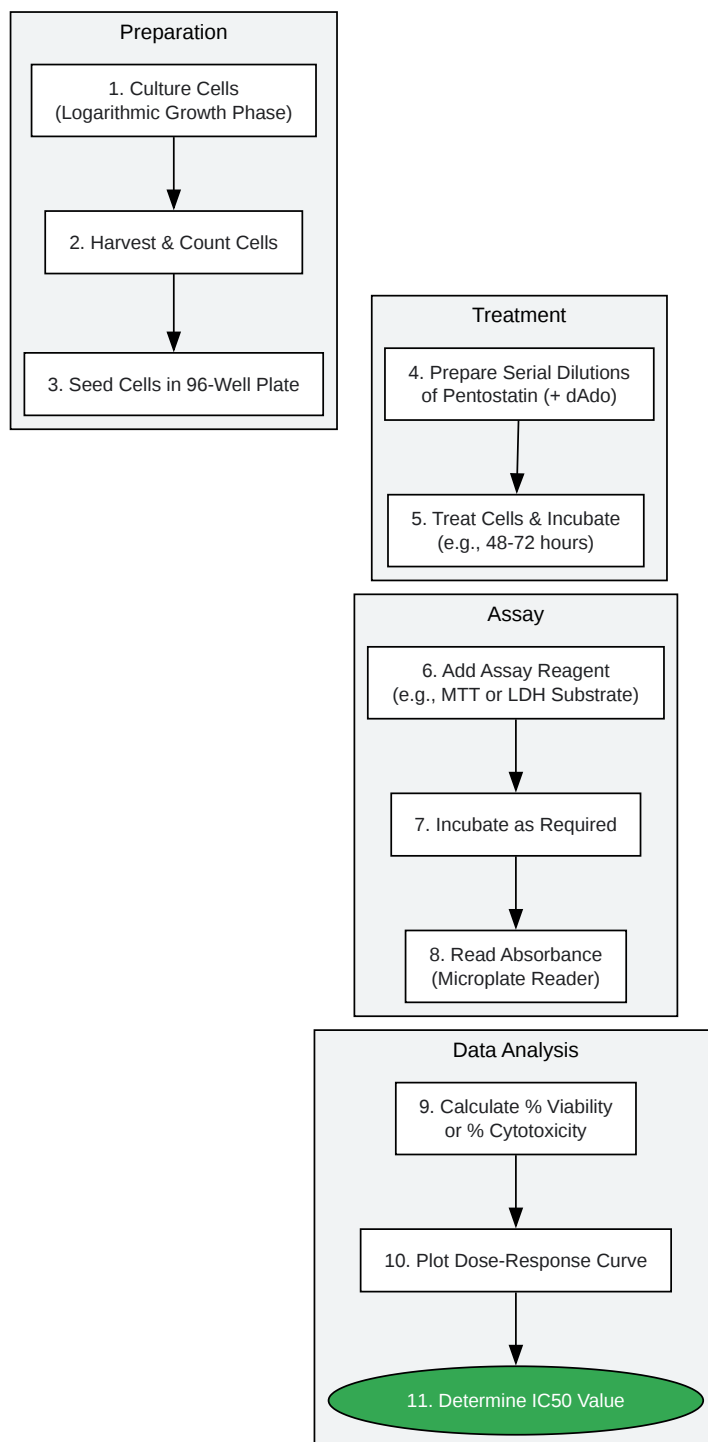 Preparation
1. Culture Cells
(Logarithmic Growth Phase)
2. Harvest & Count Cells
3. Seed Cells in 96-Well Plate
Treatment
4. Prepare Serial Dilutions
of Pentostatin (+ dAdo)
5. Treat Cells & Incubate
(e.g., 48-72 hours)
Assay
6. Add Assay Reagent
(e.g., MTT or LDH Substrate)
7. Incubate as Required
8. Read Absorbance
(Microplate Reader)
Data Analysis
9. Calculate % Viability
or % Cytotoxicity
10. Plot Dose-Response Curve
11. Determine IC50 Value